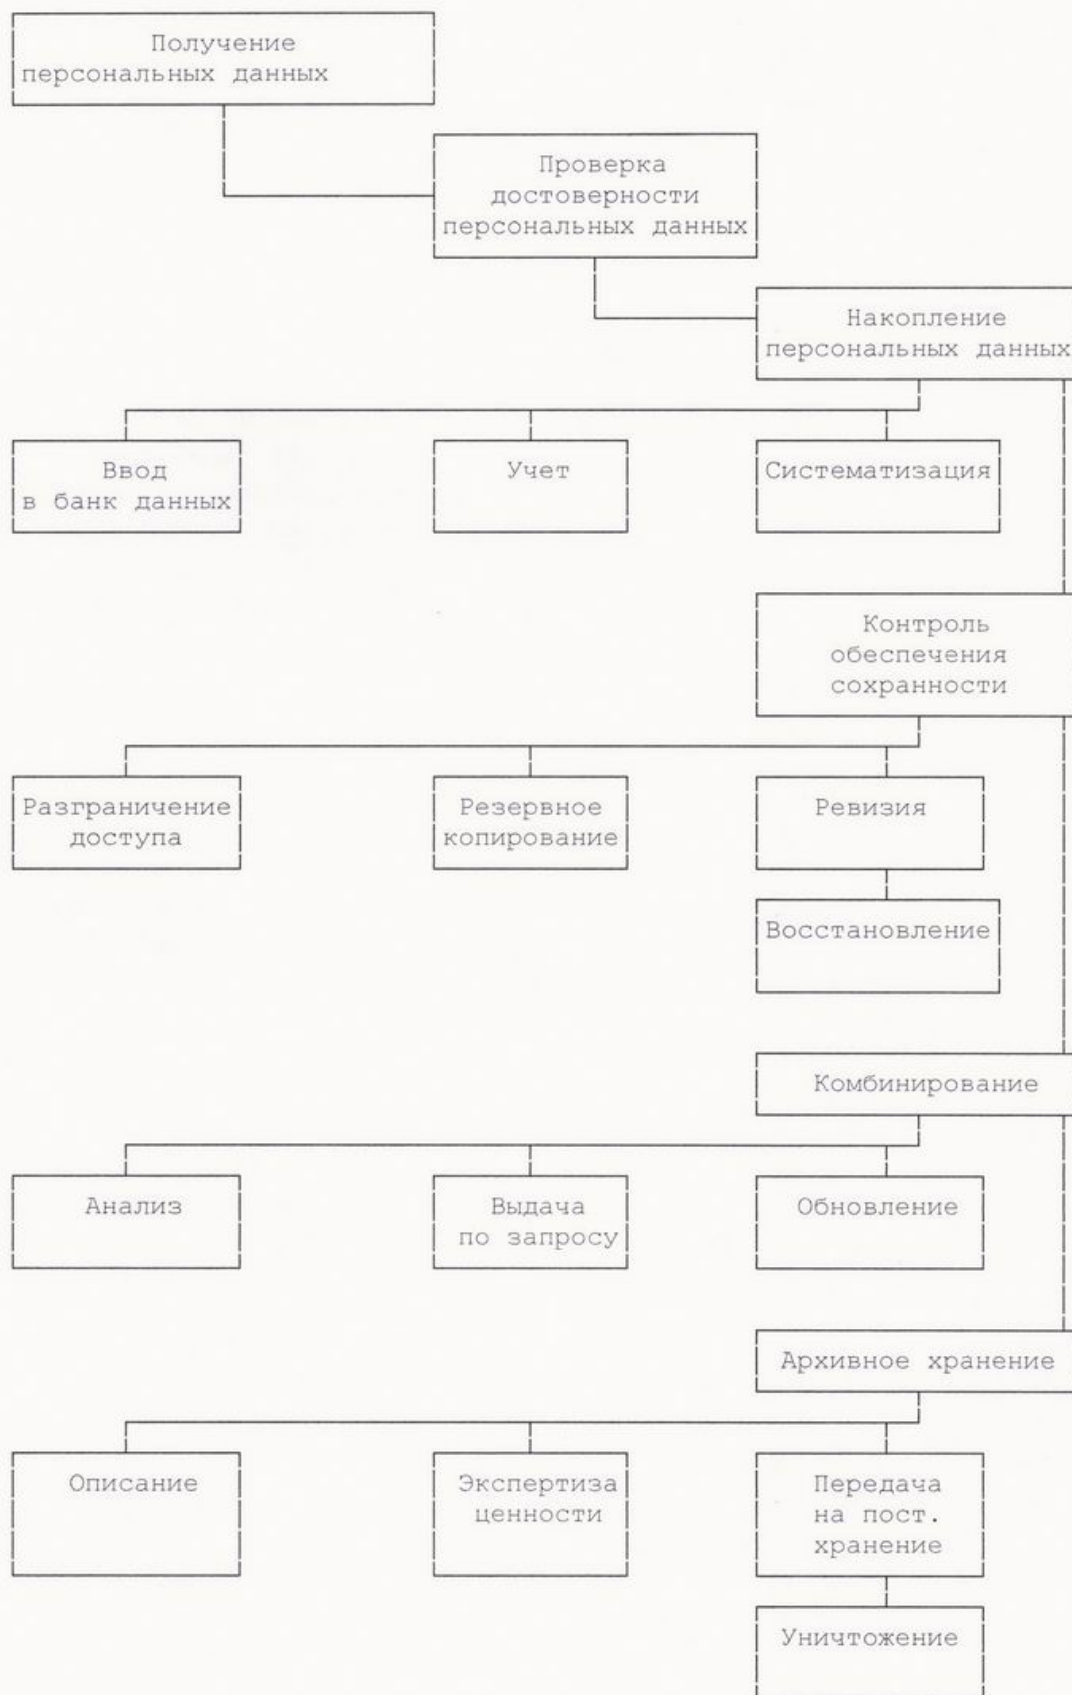 Получение
персональных данных
Проверка
достоверности
персональных данных
Накопление
персональных данных
Ввод
в банк данных
Учет
Систематизация
Контроль
обеспечения
сохранности
Разграничение
доступа
Резервное
копирование
Ревизия
Восстановление
Комбинирование
Анализ
Выдача
по запросу
Обновление
Архивное хранение
Описание
Экспертиза
ценности
Передача
на пост.
хранение
Уничтожение